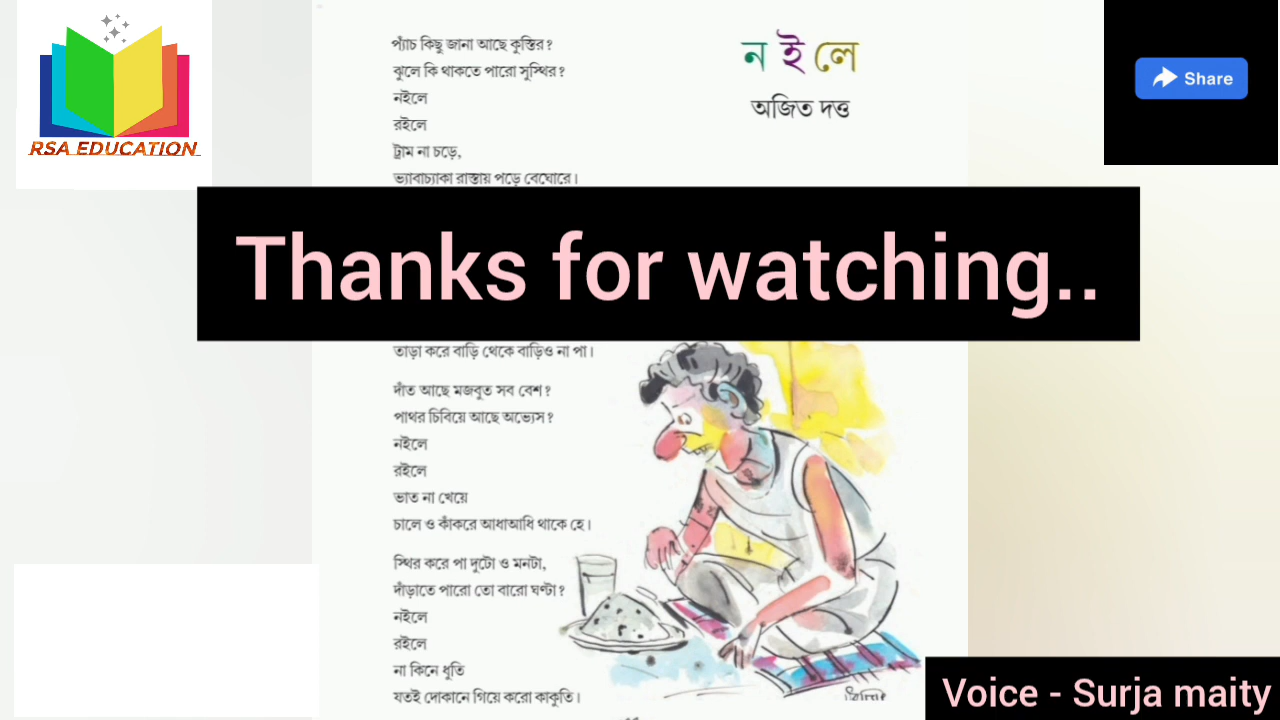 RSA EDUCATION
Share
নইলে
অজিত দত্ত
প্যাঁচ কিছু জানা আছে কুস্তির?
ঝুলে কি থাকতে পারো সুস্থির?
নইলে
রইলে
ট্রাম না চড়ে,
ভ্যাবাচ্যাকা রাস্তায় পড়ে বেঘোরে।
Thanks for watching..
তাড়া করে বাড়ি থেকে বাড়িও না পা।
দাঁত আছে মজবুত সব বেশ?
পাথর চিবিয়ে আছে অভ্যেস?
নইলে
রইলে
ভাত না খেয়ে
চালে ও কাঁকরে আধাআধি থাকে হে।
স্থির করে পা দুটো ও মনটা,
দাঁড়াতে পারো তো বারো ঘণ্টা?
নইলে
রইলে
না কিনে ধুতি
যতই দোকানে গিয়ে করো কাকুতি।
Voice - Surja maity